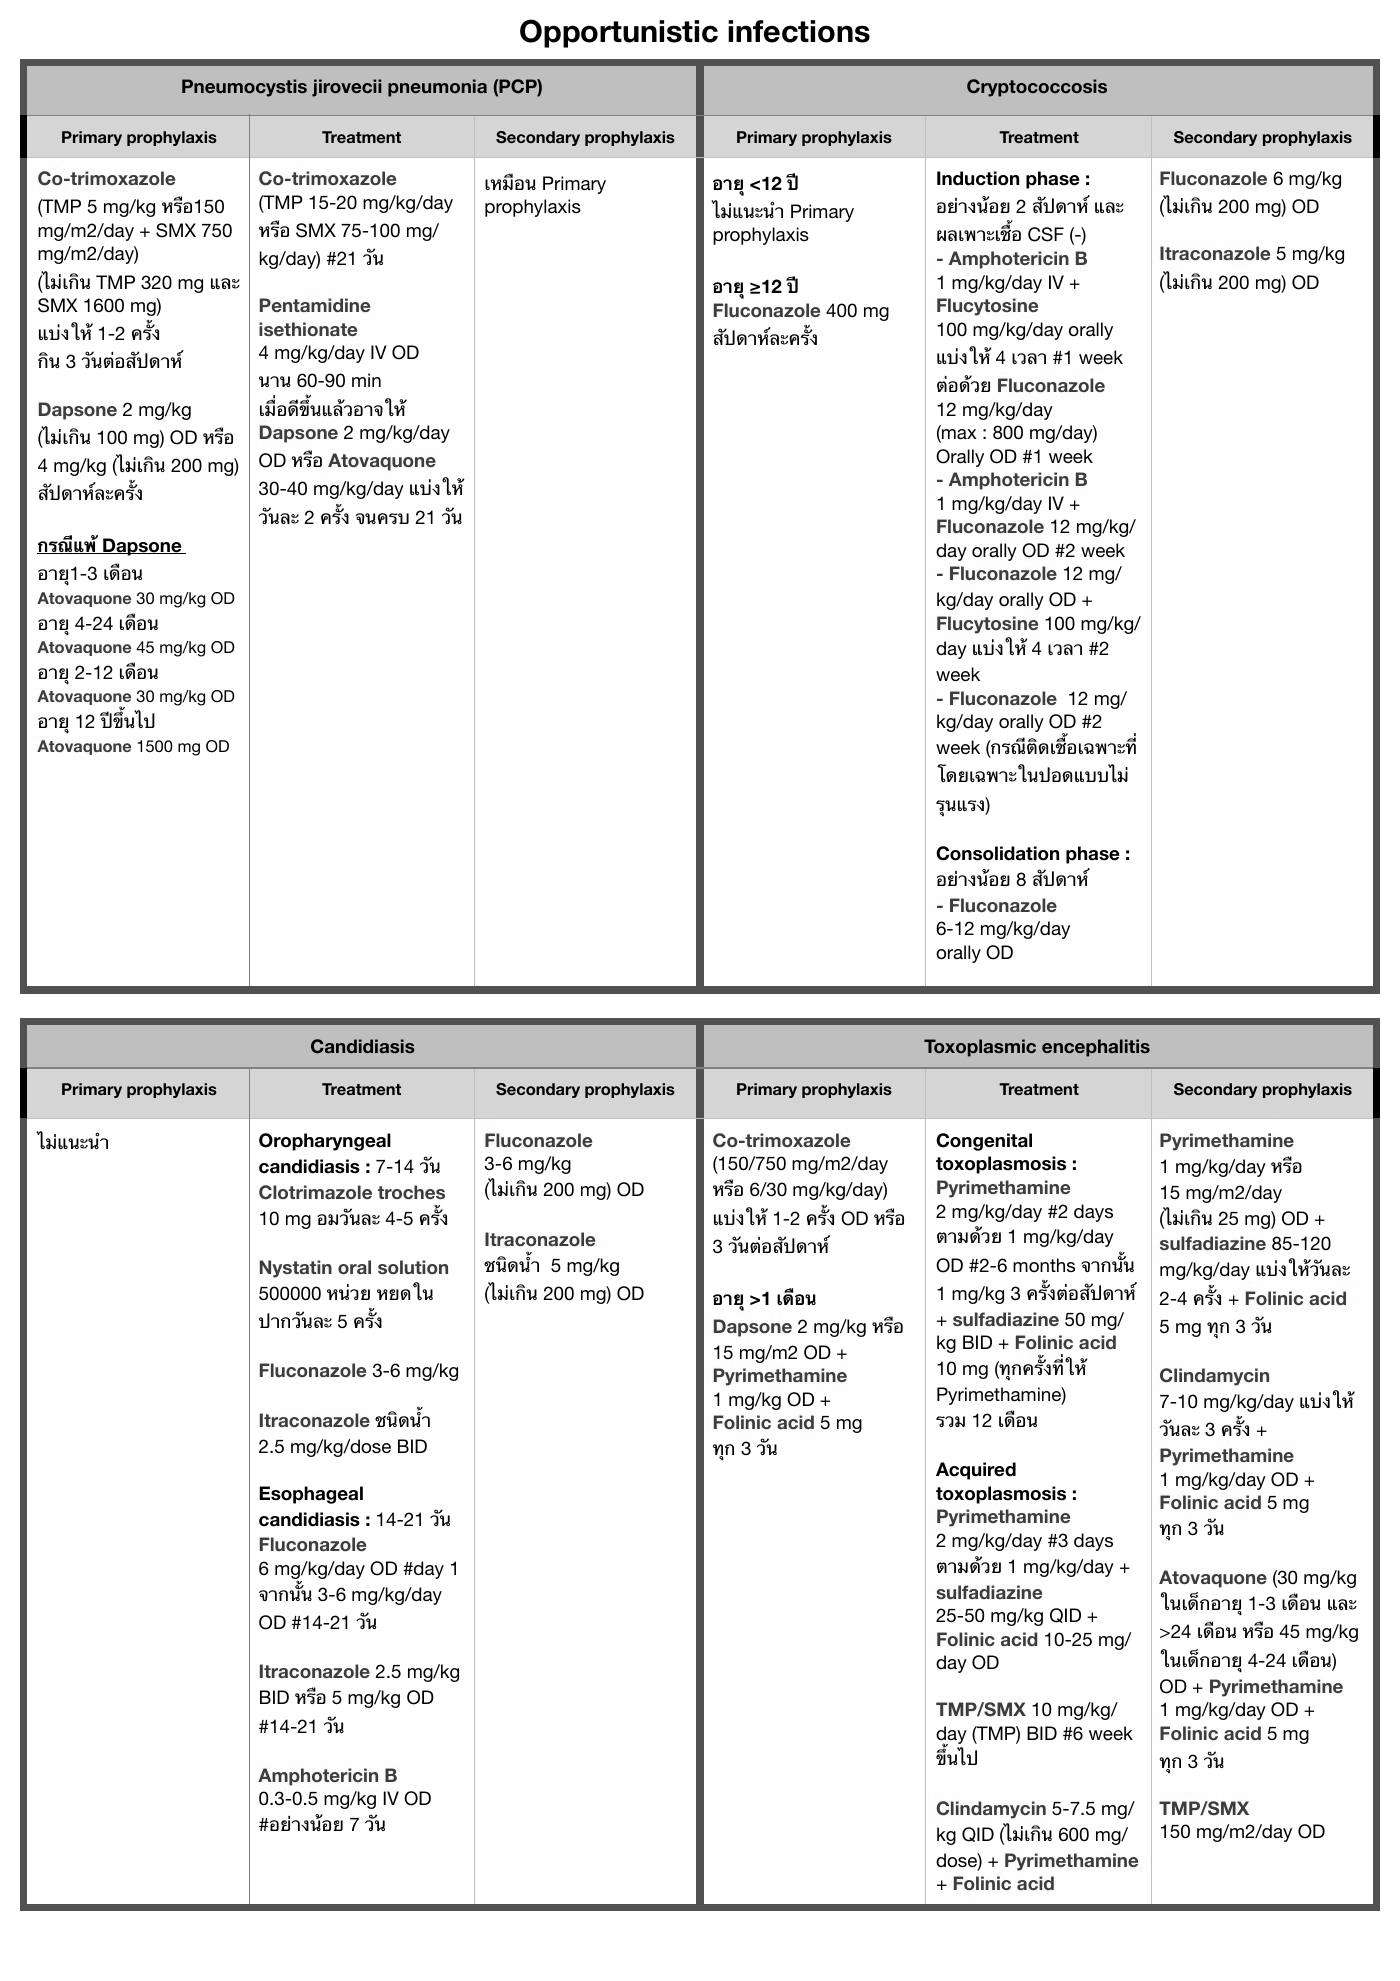 Opportunistic infections
Pneumocystis jirovecii pneumonia (PCP)
Primary prophylaxis
Treatment
Secondary prophylaxis
Co-trimoxazole
(TMP 5 mg/kg หรือ150
mg/m2/day + SMX 750
mg/m2/day)
(ไม่เกิน TMP 320 mg และ
SMX 1600 mg)
แบ่งให้ 1-2 ครั้ง
กิน 3 วันต่อสัปดาห์
Dapsone 2 mg/kg
(ไม่เกิน 100 mg) OD หรือ
4 mg/kg (ไม่เกิน 200 mg)
สัปดาห์ละครั้ง
กรณีแพ้ Dapsone
อายุ1-3 เดือน
Atovaquone 30 mg/kg OD
อายุ 4-24 เดือน
Atovaquone 45 mg/kg OD
อายุ 2-12 เดือน
Atovaquone 30 mg/kg OD
อายุ 12 ปีขึ้นไป
Atovaquone 1500 mg OD
Co-trimoxazole
(TMP 15-20 mg/kg/day
หรือ SMX 75-100 mg/
kg/day) #21 วัน
Pentamidine
isethionate
4 mg/kg/day IV OD
นาน 60-90 min
เมื่อดีขึ้นแล้วอาจให้
Dapsone 2 mg/kg/day
OD หรือ Atovaquone
30-40 mg/kg/day แบ่งให้
วันละ 2 ครั้ง จนครบ 21 วัน
เหมือน Primary
prophylaxis
Cryptococcosis
Primary prophylaxis
Treatment
Secondary prophylaxis
อายุ <12 ปี
ไม่แนะนำ Primary
prophylaxis
อายุ ≥12 ปี
Fluconazole 400 mg
สัปดาห์ละครั้ง
Induction phase :
อย่างน้อย 2 สัปดาห์ และ
ผลเพาะเชื้อ CSF (-)
- Amphotericin B
1 mg/kg/day IV +
Flucytosine
100 mg/kg/day orally
แบ่งให้ 4 เวลา #1 week
ต่อด้วย Fluconazole
12 mg/kg/day
(max : 800 mg/day)
Orally OD #1 week
- Amphotericin B
1 mg/kg/day IV +
Fluconazole 12 mg/kg/
day orally OD #2 week
- Fluconazole 12 mg/
kg/day orally OD +
Flucytosine 100 mg/kg/
day แบ่งให้ 4 เวลา #2
week
- Fluconazole 12 mg/
kg/day orally OD #2
week (กรณีติดเชื้อเฉพาะที่
โดยเฉพาะในปอดแบบไม่
รุนแรง)
Consolidation phase :
อย่างน้อย 8 สัปดาห์
- Fluconazole
6-12 mg/kg/day
orally OD
Fluconazole 6 mg/kg
(ไม่เกิน 200 mg) OD
Itraconazole 5 mg/kg
(ไม่เกิน 200 mg) OD
Candidiasis
Primary prophylaxis
Treatment
Secondary prophylaxis
ไม่แนะนำ
Oropharyngeal
candidiasis : 7-14 วัน
Clotrimazole troches
10 mg อมวันละ 4-5 ครั้ง
Nystatin oral solution
500000 หน่วย หยดใน
ปากวันละ 5 ครั้ง
Fluconazole 3-6 mg/kg
Itraconazole ชนิดน้ำ
2.5 mg/kg/dose BID
Esophageal
candidiasis : 14-21 วัน
Fluconazole
6 mg/kg/day OD #day 1
จากนั้น 3-6 mg/kg/day
OD #14-21 วัน
Itraconazole 2.5 mg/kg
BID หรือ 5 mg/kg OD
#14-21 วัน
Amphotericin B
0.3-0.5 mg/kg IV OD
#อย่างน้อย 7 วัน
Fluconazole
3-6 mg/kg
(ไม่เกิน 200 mg) OD
Itraconazole
ชนิดน้ำ 5 mg/kg
(ไม่เกิน 200 mg) OD
Toxoplasmic encephalitis
Primary prophylaxis
Treatment
Secondary prophylaxis
Co-trimoxazole
(150/750 mg/m2/day
หรือ 6/30 mg/kg/day)
แบ่งให้ 1-2 ครั้ง OD หรือ
3 วันต่อสัปดาห์
อายุ >1 เดือน
Dapsone 2 mg/kg หรือ
15 mg/m2 OD +
Pyrimethamine
1 mg/kg OD +
Folinic acid 5 mg
ทุก 3 วัน
Congenital
toxoplasmosis :
Pyrimethamine
2 mg/kg/day #2 days
ตามด้วย 1 mg/kg/day
OD #2-6 months จากนั้น
1 mg/kg 3 ครั้งต่อสัปดาห์
+ sulfadiazine 50 mg/
kg BID + Folinic acid
10 mg (ทุกครั้งที่ให้
Pyrimethamine)
รวม 12 เดือน
Acquired
toxoplasmosis :
Pyrimethamine
2 mg/kg/day #3 days
ตามด้วย 1 mg/kg/day +
sulfadiazine
25-50 mg/kg QID +
Folinic acid 10-25 mg/
day OD
TMP/SMX 10 mg/kg/
day (TMP) BID #6 week
ขึ้นไป
Clindamycin 5-7.5 mg/
kg QID (ไม่เกิน 600 mg/
dose) + Pyrimethamine
+ Folinic acid
Pyrimethamine
1 mg/kg/day หรือ
15 mg/m2/day
(ไม่เกิน 25 mg) OD +
sulfadiazine 85-120
mg/kg/day แบ่งให้วันละ
2-4 ครั้ง + Folinic acid
5 mg ทุก 3 วัน
Clindamycin
7-10 mg/kg/day แบ่งให้
วันละ 3 ครั้ง +
Pyrimethamine
1 mg/kg/day OD +
Folinic acid 5 mg
ทุก 3 วัน
Atovaquone (30 mg/kg
ในเด็กอายุ 1-3 เดือน และ
>24 เดือน หรือ 45 mg/kg
ในเด็กอายุ 4-24 เดือน)
OD + Pyrimethamine
1 mg/kg/day OD +
Folinic acid 5 mg
ทุก 3 วัน
TMP/SMX
150 mg/m2/day OD